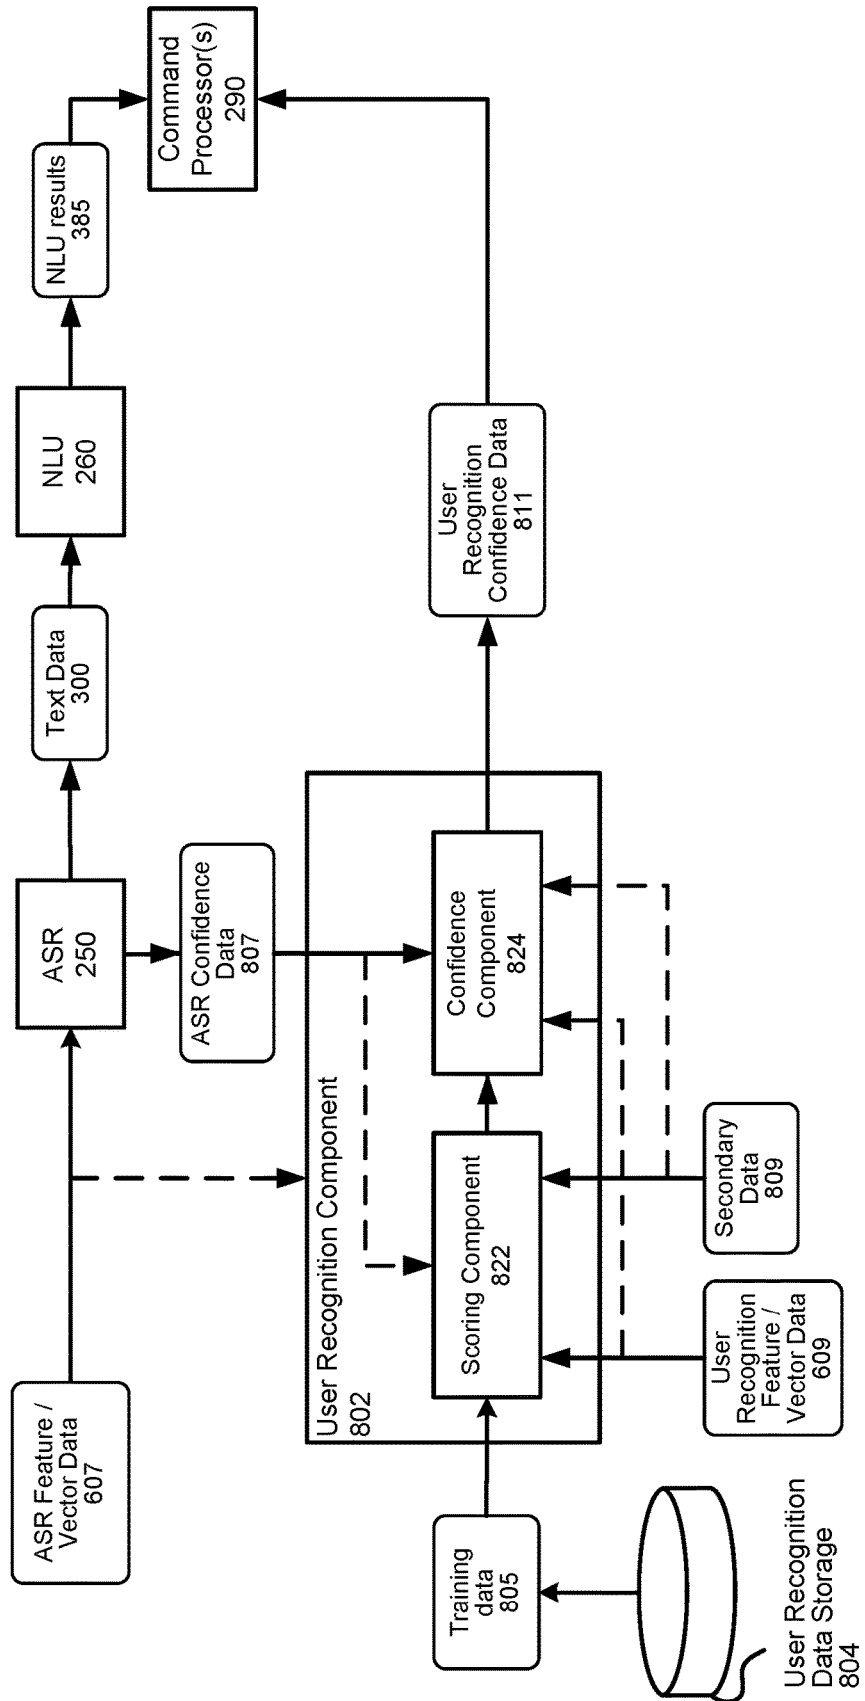 ASR Feature /
Vector Data
607
ASR
250
Text Data
300
NLU
260
NLU results
385
Command
Processor(s)
290
ASR Confidence
Data
807
User Recognition Component
802
Scoring Component
822
Confidence
Component
824
User
Recognition
Confidence Data
811
Training
data
805
User Recognition
Feature /
Vector Data
609
Secondary
Data
809
User Recognition
Data Storage
804